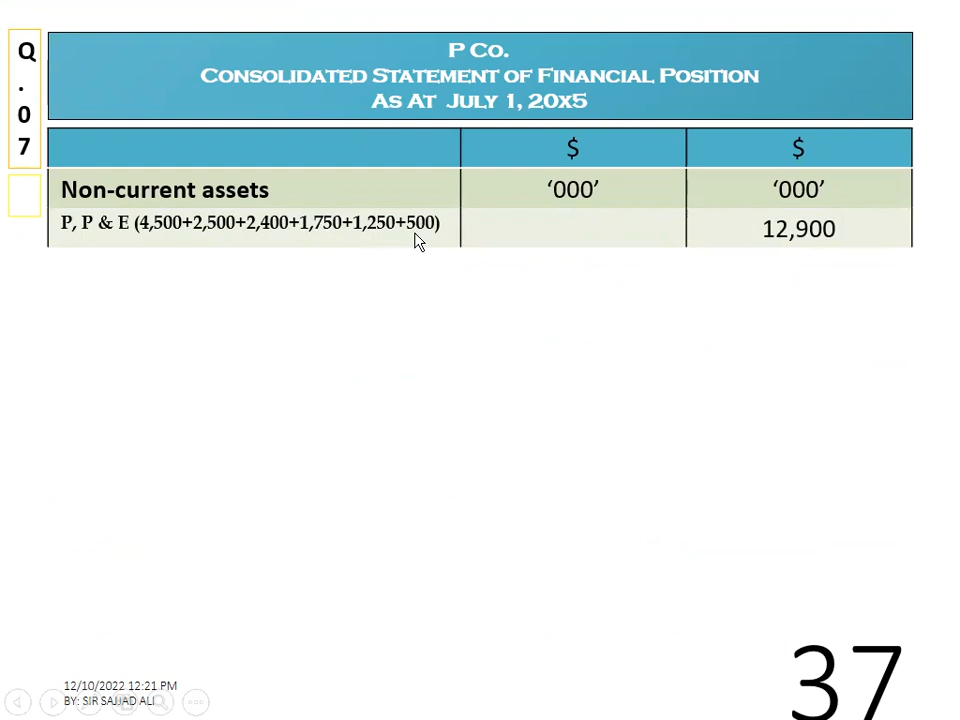 Q
.
0
7
P Co.
Consolidated Statement of Financial Position
As At July 1, 20x5
$ $
Non-current assets ‘000’ ‘000’
P, P & E (4,500+2,500+2,400+1,750+1,250+500) 12,900
37
12/10/2022 12:21 PM
BY: SIR SAJJAD ALI